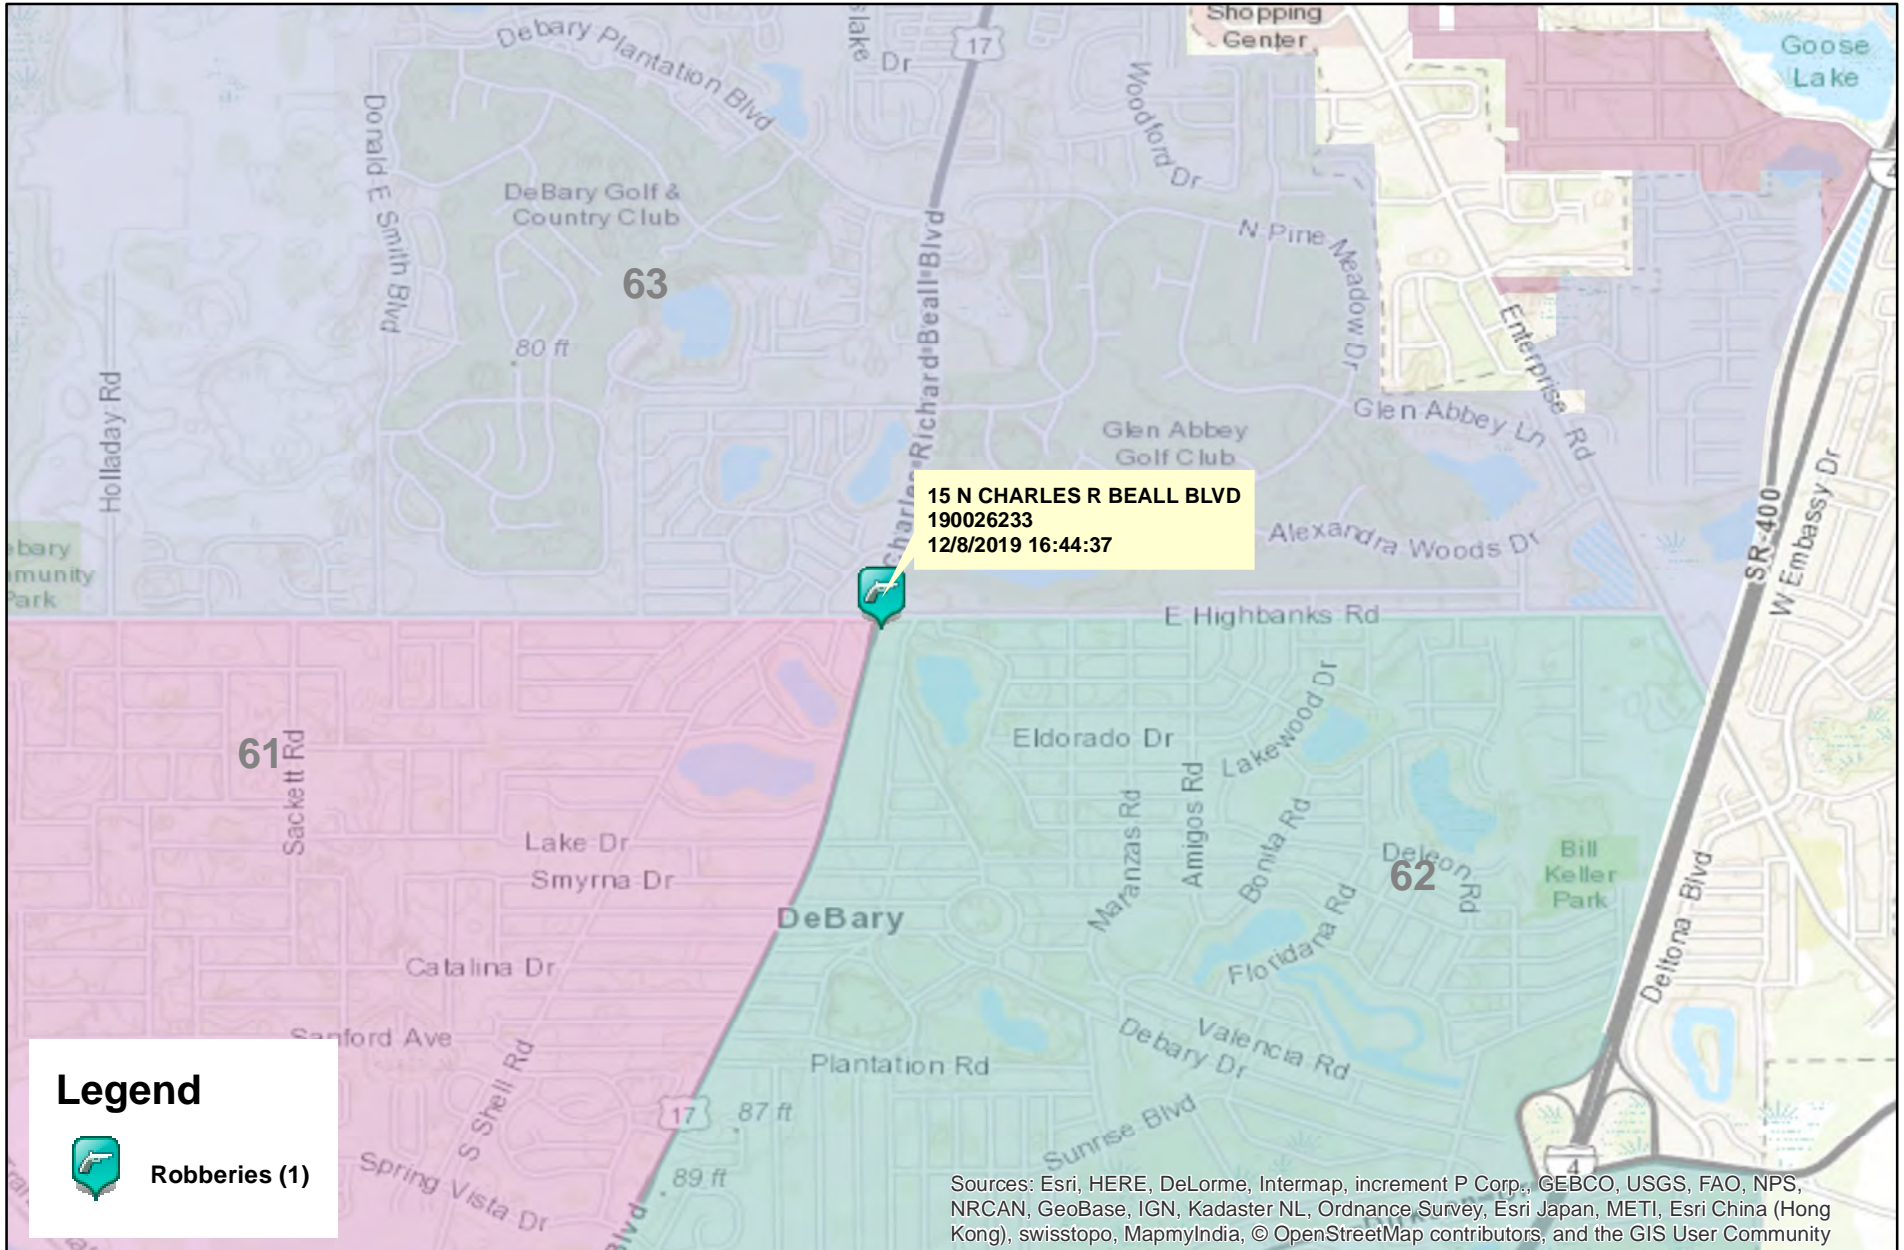 Shopping
Center
Goose
Lake
Debary Plantation Blvd
slake Dr
17
Woodford Dr
Donald E Smith Blvd
DeBary Golf &
Country Club
63
80 ft
N Pine Meadow Dr
4
Charles Richard Beall Blvd
Enterprise Rd
Holladay Rd
Glen Abbey Ln
Glen Abbey
Golf Club
15 N CHARLES R BEALL BLVD
190026233
12/8/2019 16:44:37
Alexandra Woods Dr
SR-400
W Embassy Dr
ebary
munity
Park
E Highbanks Rd
61
Sackett Rd
Eldorado Dr
Lakewood Dr
Matanzas Rd
Amigos Rd
Bonita Rd
Deleon Rd
62
Bill
Keller
Park
Lake Dr
Smyrna Dr
DeBary
Floridana Rd
Deltona Blvd
Catalina Dr
Sanford Ave
S Shell Rd
Plantation Rd
Valencia Rd
Debary Dr
17
87 ft
Sunrise Blvd
Spring Vista Dr
89 ft
Blvd
4
Legend
Robberies (1)
Sources: Esri, HERE, DeLorme, Intermap, increment P Corp., GEBCO, USGS, FAO, NPS,
NRCAN, GeoBase, IGN, Kadaster NL, Ordnance Survey, Esri Japan, METI, Esri China (Hong
Kong), swisstopo, MapmyIndia, © OpenStreetMap contributors, and the GIS User Community